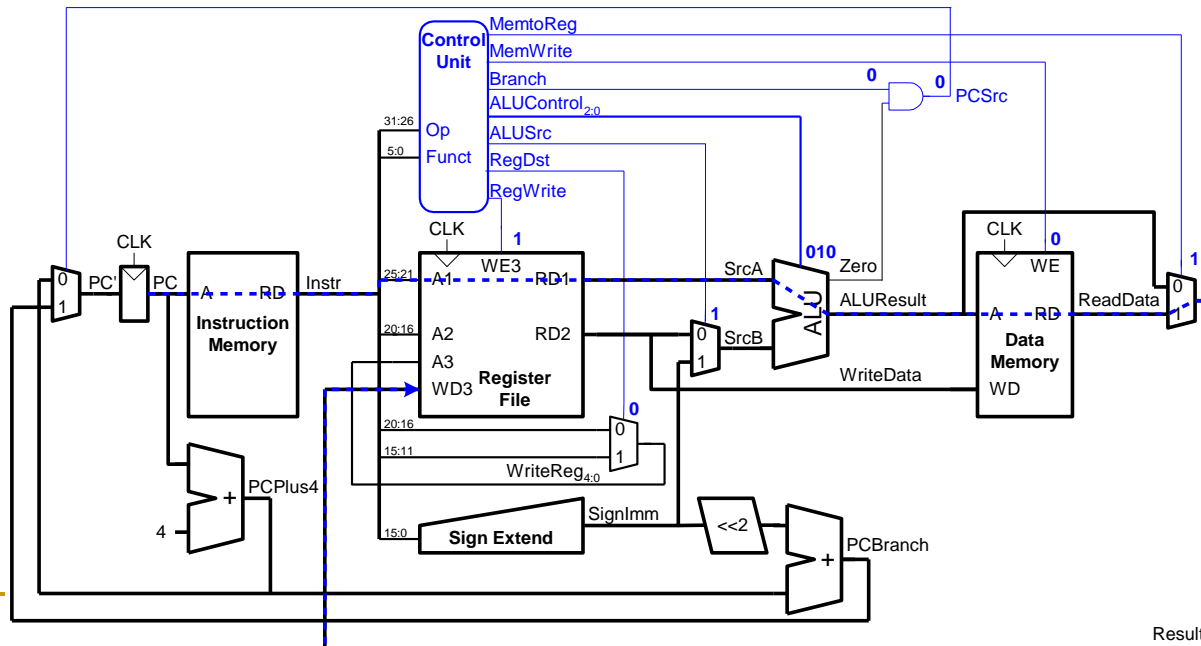 MemtoReg
Control
Unit
MemWrite
Branch
0
0
PCSrc
ALUControl2:0
31:26
Op
ALUSrc
5:0
Funct
RegDst
RegWrite
CLK
CLK
1
CLK
010
Zero
0
1
0
1
PC'
PC
A
RD
Instr
25:21
A1
WE3
RD1
SrcA
ALU
ALUResult
WE
A
RD
ReadData
0
1
Instruction
Memory
20:16
A2
RD2
1
0
1
SrcB
Data
Memory
A3
WD3
Register
File
WriteData
WD
20:16
0
0
15:11
1
WriteReg4:0
PCPlus4
+
4
SignImm
15:0
Sign Extend
<<2
+
PCBranch
Result